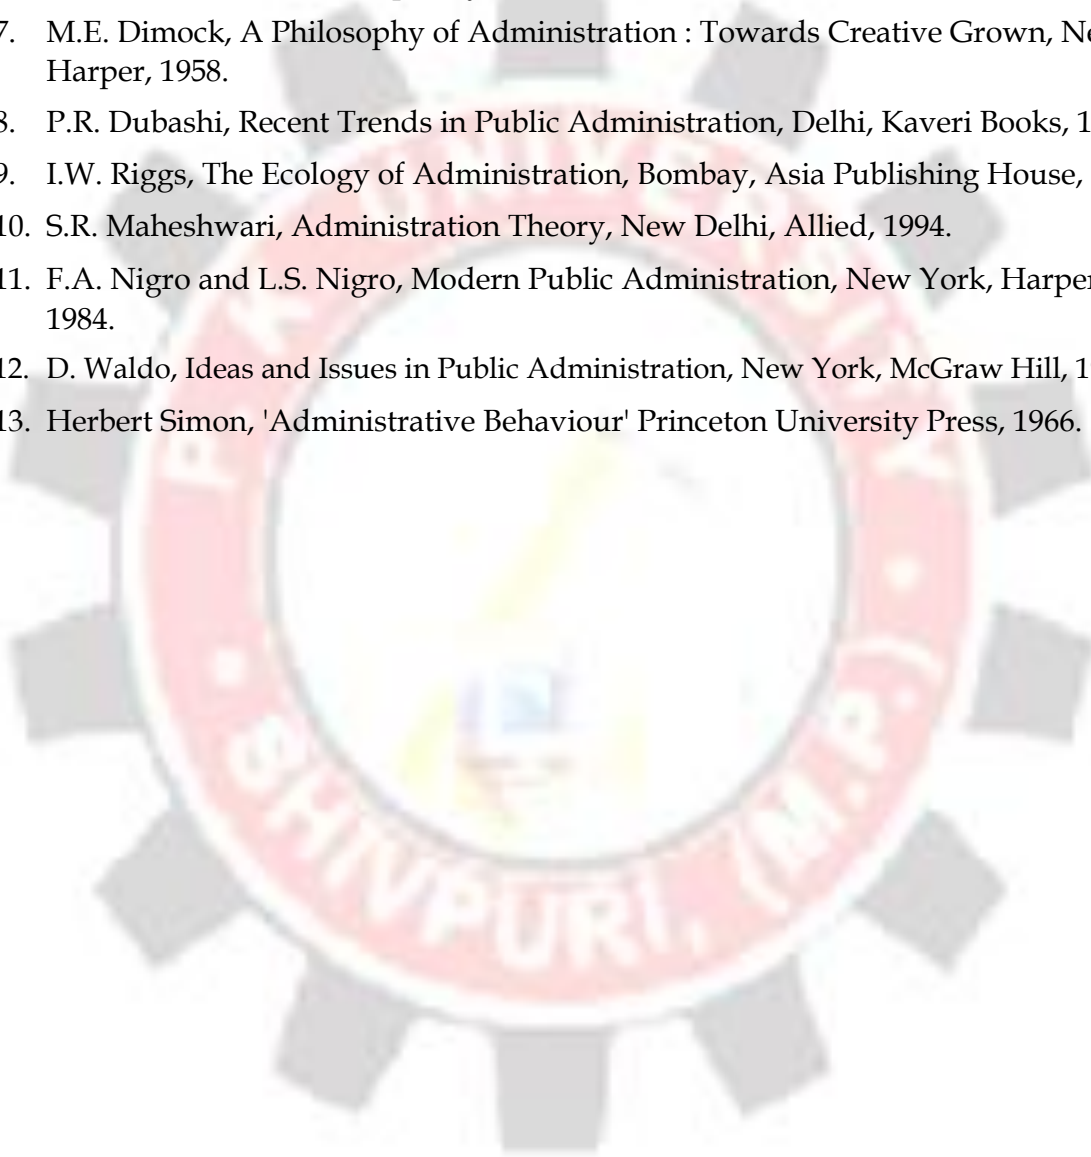 7. M.E. Dimock, A Philosophy of Administration : Towards Creative Grown,
Harper, 1958.
8. P.R. Dubashi, Recent Trends in Public Administration, Delhi, Kaveri Books,
9. I.W. Riggs, The Ecology of Administration, Bombay, Asia Publishing House,
10. S.R. Maheshwari, Administration Theory, New Delhi, Allied, 1994.
11. F.A. Nigro and L.S. Nigro, Modern Public Administration, New York, Harper
1984.
12. D. Waldo, Ideas and Issues in Public Administration, New York, McGraw Hill,
13. Herbert Simon, 'Administrative Behaviour' Princeton University Press, 1966.
P K UNIVERSITY
SHIVPURI, (M.P.)